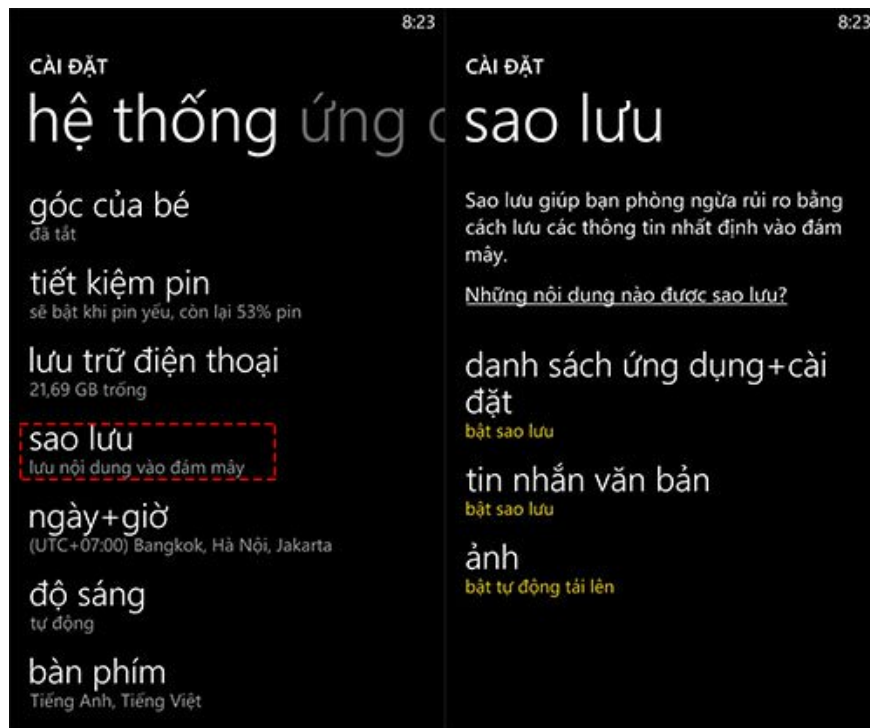 8:23
CÀI ĐẶT
hệ thống ứng
góc của bé
đã tắt
tiết kiệm pin
sẽ bật khi pin yếu, còn lại 53% pin
lưu trữ điện thoại
21,69 GB trống
sao lưu
lưu nội dung vào đám mây
ngày+giờ
(UTC+07:00) Bangkok, Hà Nội, Jakarta
độ sáng
tự động
bàn phím
Tiếng Anh, Tiếng Việt
8:23
CÀI ĐẶT
sao lưu
Sao lưu giúp bạn phòng ngừa rủi ro bằng
cách lưu các thông tin nhất định vào đám
mây.
Những nội dung nào được sao lưu?
danh sách ứng dụng+cài
đặt
bật sao lưu
tin nhắn văn bản
bật sao lưu
ảnh
bật tự động tải lên